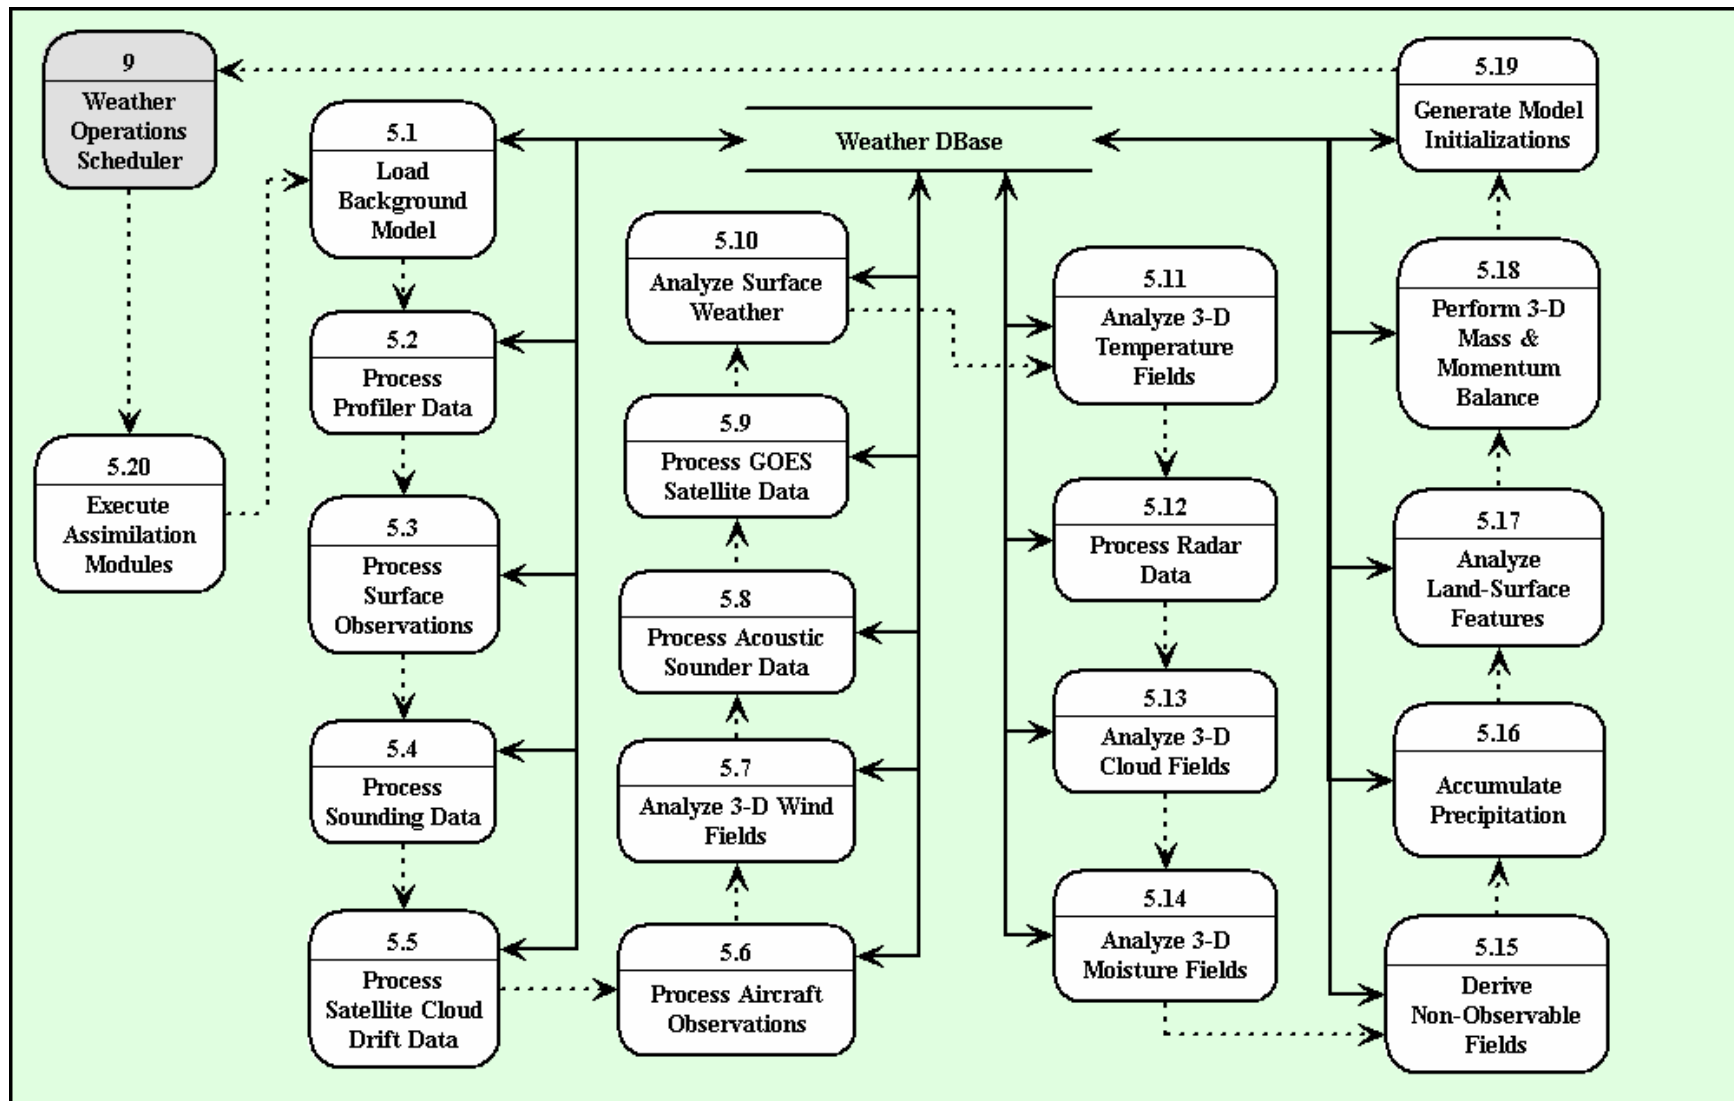 9
Weather
Operations
Scheduler
5.20
Execute
Assimilation
Modules
5.1
Load
Background
Model
5.2
Process
Profiler Data
5.3
Process
Surface
Observations
5.4
Process
Sounding Data
5.5
Process
Satellite Cloud
Drift Data
Weather DBase
5.10
Analyze Surface
Weather
5.9
Process GOES
Satellite Data
5.8
Process Acoustic
Sounder Data
5.7
Analyze 3-D Wind
Fields
5.6
Process Aircraft
Observations
5.11
Analyze 3-D
Temperature
Fields
5.12
Process Radar
Data
5.13
Analyze 3-D
Cloud Fields
5.14
Analyze 3-D
Moisture Fields
5.19
Generate Model
Initializations
5.18
Perform 3-D
Mass &
Momentum
Balance
5.17
Analyze
Land-Surface
Features
5.16
Accumulate
Precipitation
5.15
Derive
Non-Observable
Fields